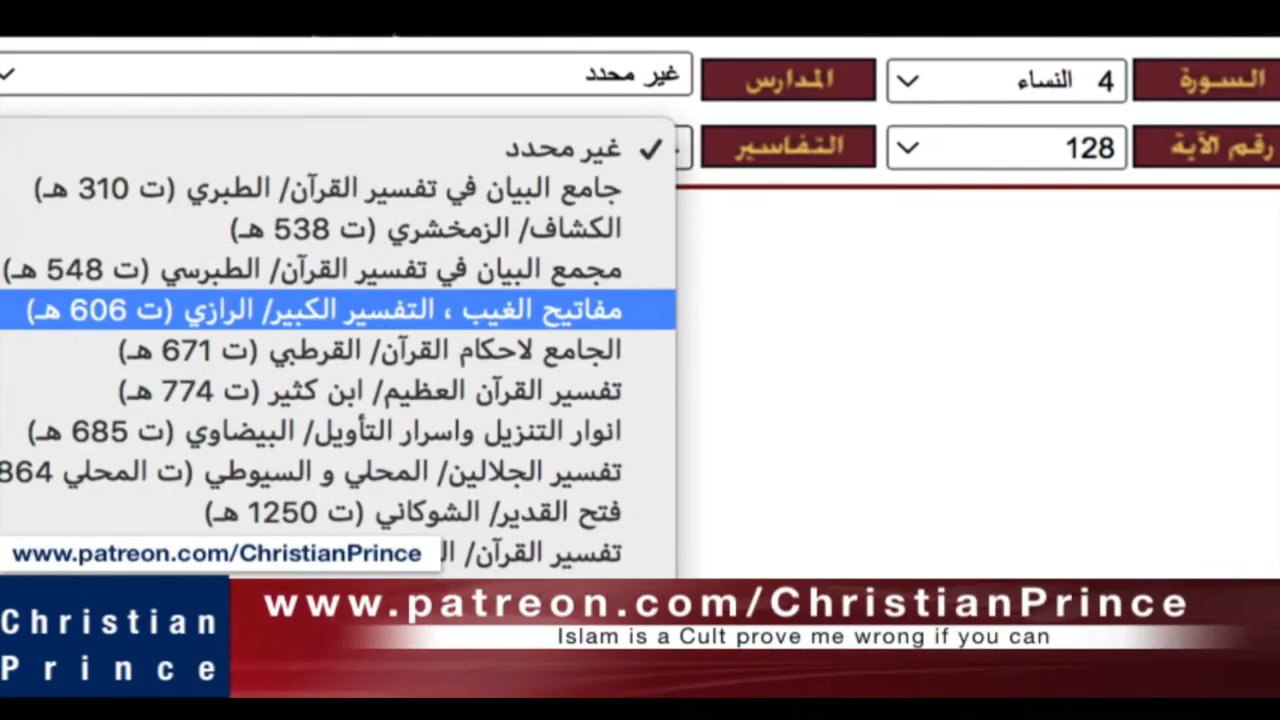 السورة 4 النساء المدارس غير محدد
رقم الآية 128 التفاسير
غير محدد
جامع البيان في تفسير القرآن/ الطبري (ت 310 هـ)
الكشاف/ الزمخشري (ت 538 هـ)
مجمع البيان في تفسير القرآن/ الطبرسي (ت 548 هـ)
مفاتيح الغيب ، التفسير الكبير/ الرازي (ت 606 هـ)
الجامع لاحكام القرآن/ القرطبي (ت 671 هـ)
تفسير القرآن العظيم/ ابن كثير (ت 774 هـ)
انوار التنزيل واسرار التأويل/ البيضاوي (ت 685 هـ)
تفسير الجلالين/ المحلي و السيوطي (ت المحلي 864
فتح القدير/ الشوكاني (ت 1250 هـ)
تفسير القرآن/
www.patreon.com/ChristianPrince
www.patreon.com/ChristianPrince
Islam is a Cult prove me wrong if you can
Christian
Prince